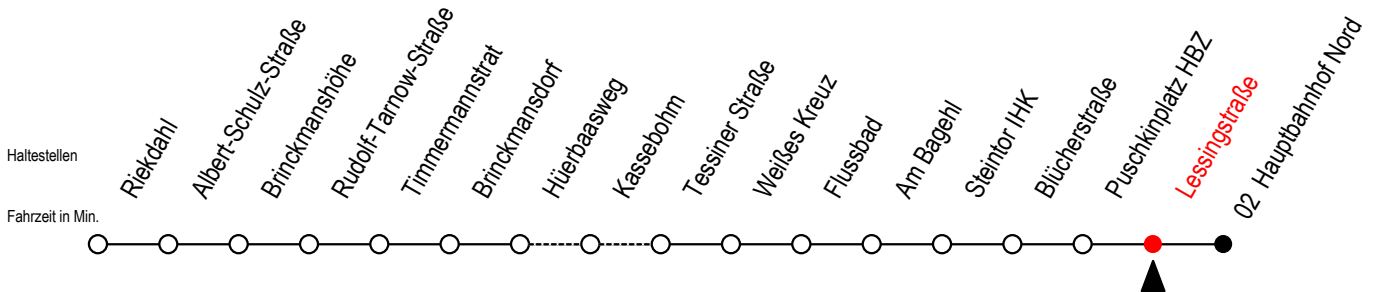 Haltestellen
Fahrzeit in Min.
Riekdahl
Albert-Schulz-Straße
Brinckmanshöhe
Rudolf-Tarnow-Straße
Timmermannstrat
Brinckmansdorf
Hüerbaasweg
Kassebohm
Tessiner Straße
Weißes Kreuz
Flussbad
Am Bagehl
Steintor IHK
Blücherstraße
Puschkinplatz HBZ
Lessingstraße
02 Hauptbahnhof Nord